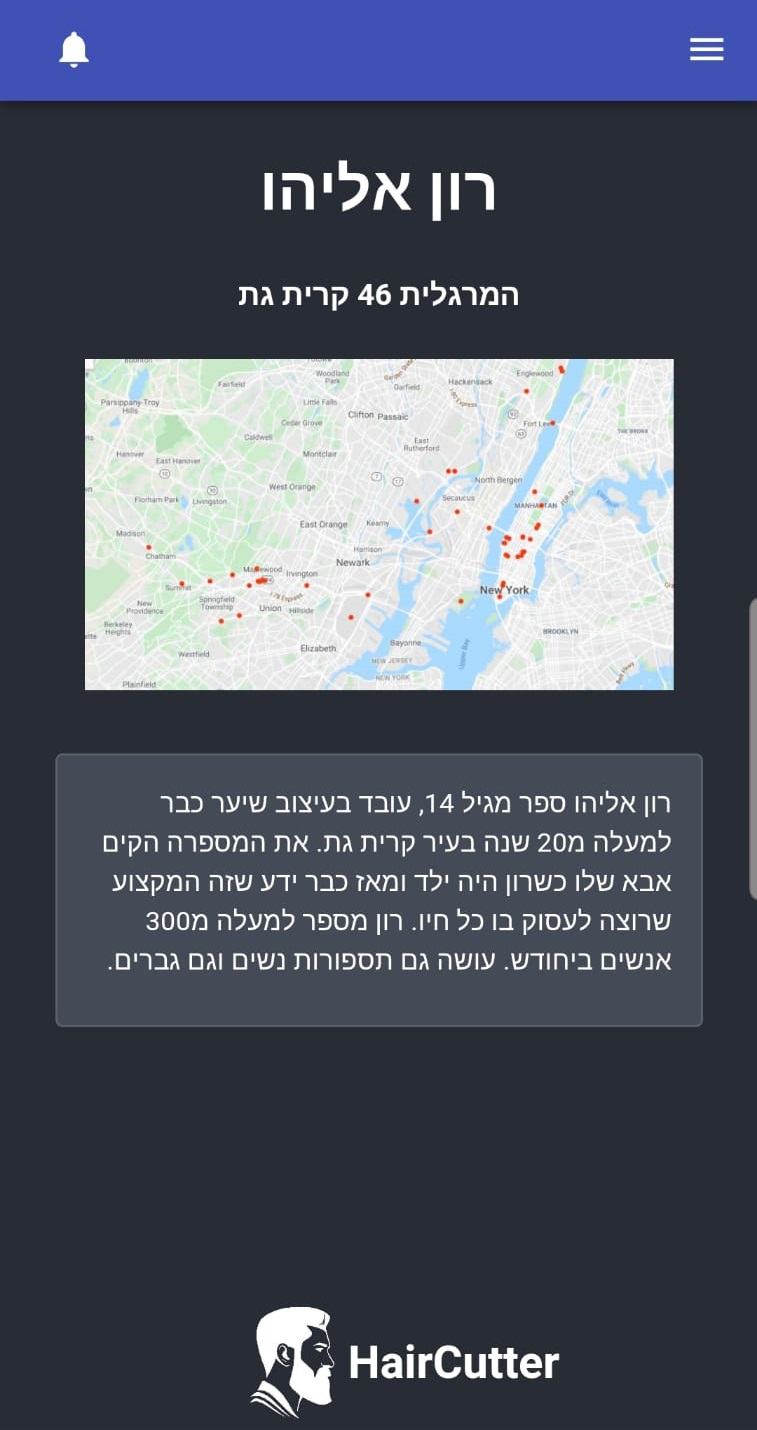 רון אליהו
המרגלית 46 קרית גת
Fairfield
Woodland
Park
Garfield
Hackensack
Englewood
Parsippany-Troy
Hills
Little Falls
Clifton
Passaic
Fort Lee
Cedar Grove
THE BRONX
Caldwell
East
Rutherford
Hanover
East Hanover
Montclair
North Bergen
West Orange
Secaucus
Florham Park
Livingston
MANHATTAN
East Orange
Kearny
Madison
Harrison
Chatham
Newark
Maplewood
Irvington
Summit
New York
I-78 Express
New
Providence
Springfield
Township
Union
Hillside
Berkeley
Heights
BROOKLYN
Westfield
Elizabeth
Bayonne
Upper Bay
NEW JERSEY
NEW YORK
Plainfield
רון אליהו ספר מגיל 14, עובד בעיצוב שיער כבר
למעלה מ20 שנה בעיר קרית גת. את המספרה הקים
אבא שלו כשרון היה ילד ומאז כבר ידע שזה המקצוע
שרוצה לעסוק בו כל חיו. רון מספר למעלה מ300
אנשים ביחודש. עושה גם תספורות נשים וגם גברים.
HairCutter